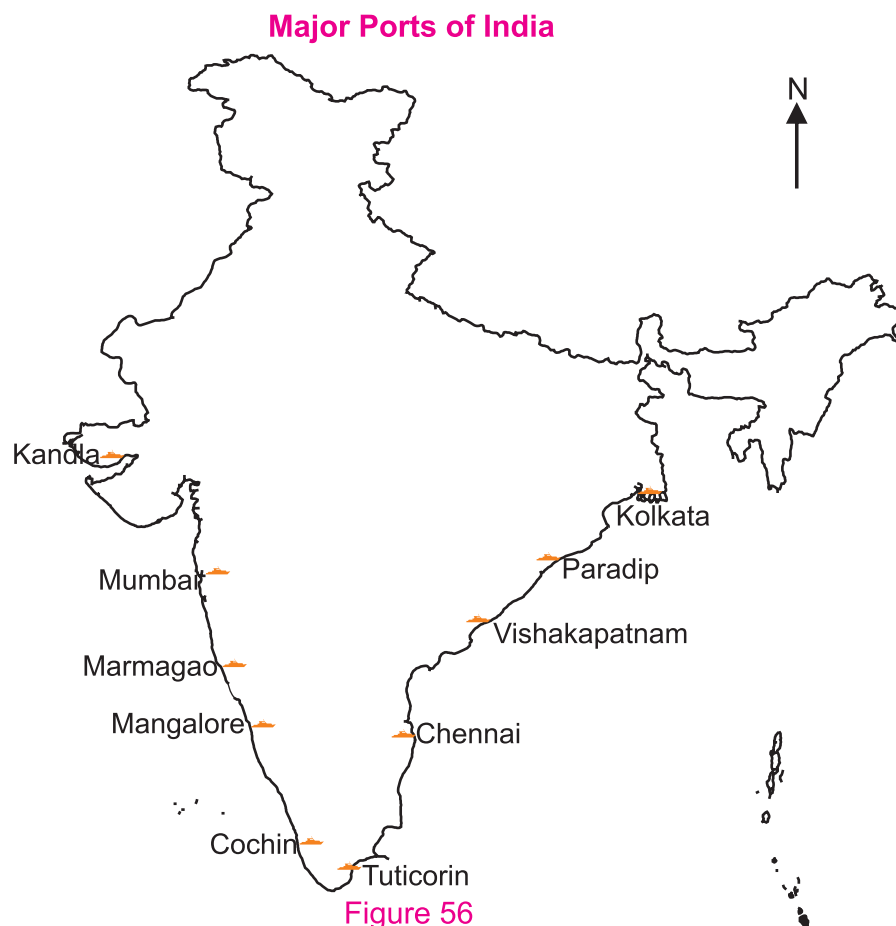 Major Ports of India
N
Kandla
Kolkata
Paradip
Mumbai
Vishakapatnam
Marmagao
Mangalore
Chennai
Cochin
Tuticorin
Figure 56